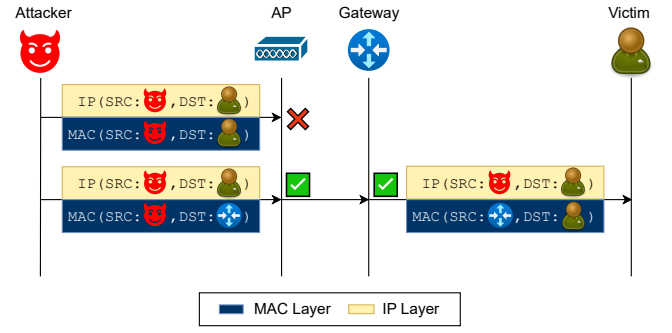 Attacker AP Gateway Victim
IP(SRC: ,DST: )
MAC(SRC: ,DST: )
IP(SRC: ,DST: ) IP(SRC: ,DST: )
MAC(SRC: ,DST: ) MAC(SRC: ,DST: )
MAC Layer IP Layer